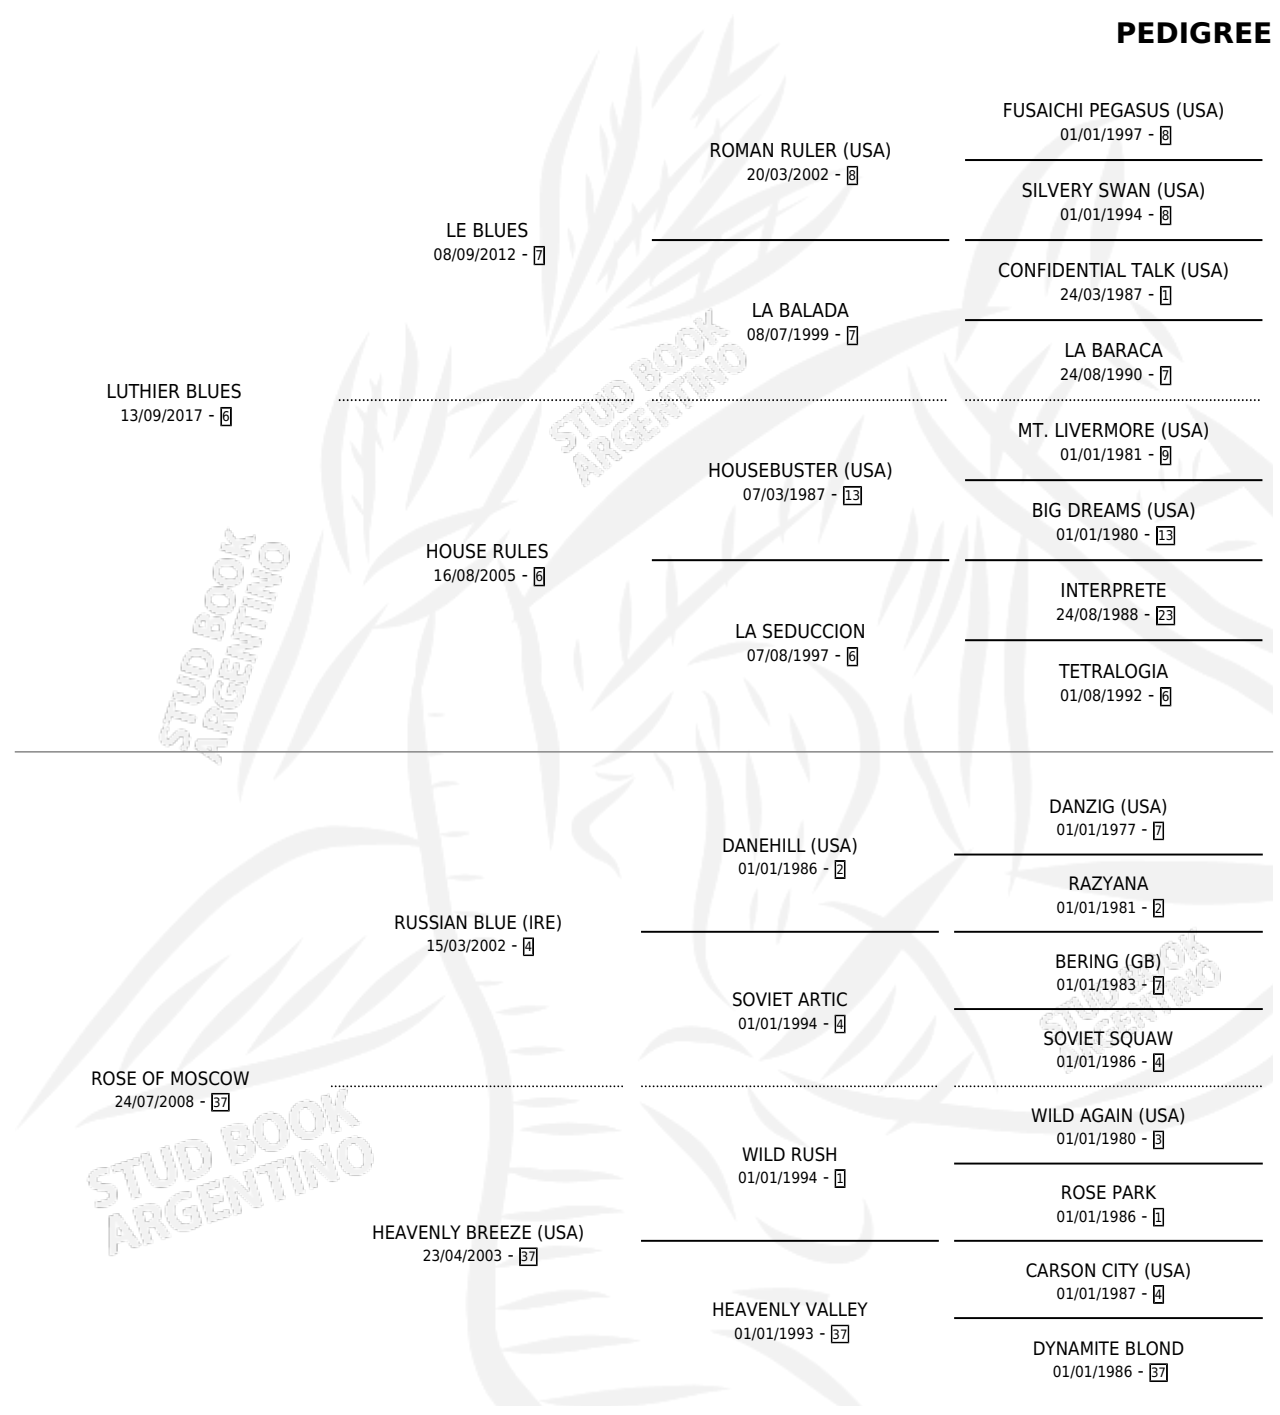 PEDIGREE
FUSAICHI PEGASUS (USA)
01/01/1997 - 8
ROMAN RULER (USA)
20/03/2002 - 8
SILVERY SWAN (USA)
01/01/1994 - 8
LE BLUES
08/09/2012 - 7
CONFIDENTIAL TALK (USA)
24/03/1987 - 1
LA BALADA
08/07/1999 - 7
LA BARACA
24/08/1990 - 7
LUTHIER BLUES
13/09/2017 - 6
MT. LIVERMORE (USA)
01/01/1981 - 9
HOUSEBUSTER (USA)
07/03/1987 - 13
BIG DREAMS (USA)
01/01/1980 - 13
HOUSE RULES
16/08/2005 - 6
INTERPRETE
24/08/1988 - 23
LA SEDUCCION
07/08/1997 - 6
TETRALOGIA
01/08/1992 - 6
DANZIG (USA)
01/01/1977 - 7
DANEHILL (USA)
01/01/1986 - 2
RAZYANA
01/01/1981 - 2
RUSSIAN BLUE (IRE)
15/03/2002 - 4
BERING (GB)
01/01/1983 - 7
SOVIET ARTIC
01/01/1994 - 4
SOVIET SQUAW
01/01/1986 - 4
ROSE OF MOSCOW
24/07/2008 - 37
WILD AGAIN (USA)
01/01/1980 - 3
WILD RUSH
01/01/1994 - 1
ROSE PARK
01/01/1986 - 1
HEAVENLY BREEZE (USA)
23/04/2003 - 37
CARSON CITY (USA)
01/01/1987 - 4
HEAVENLY VALLEY
01/01/1993 - 37
DYNAMITE BLOND
01/01/1986 - 37
STUD BOOK
ARGENTINO
STUD BOOK
ARGENTINO
STUD BOOK
ARGENTINO
STUD BOOK
ARGENTINO